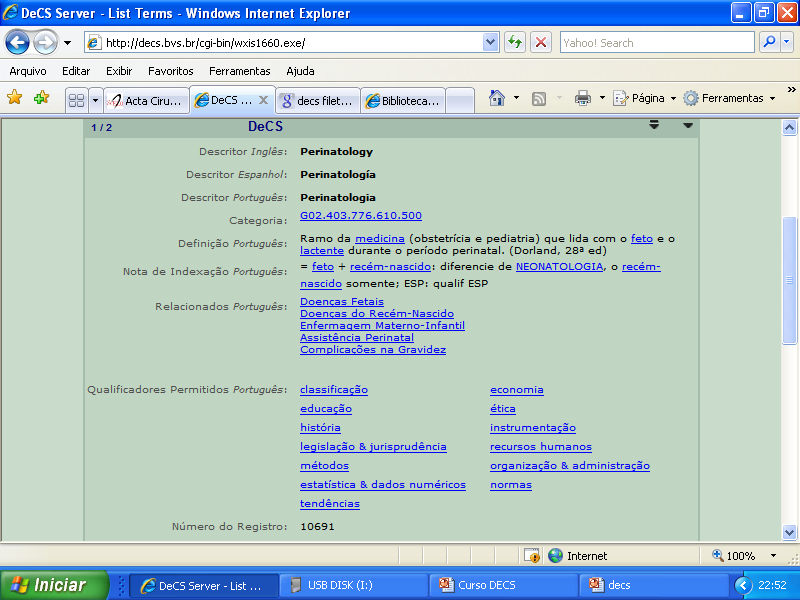 DeCS Server - List Terms - Windows Internet Explorer
http://decs.bvs.br/cgi-bin/wxis1660.exe/
Yahoo! Search
Arquivo Editar Exibir Favoritos Ferramentas Ajuda
Acta Ciru... DeCS ... decs filet... Biblioteca... Página Ferramentas
1 / 2 DeCS
Descritor Inglês: Perinatology
Descritor Espanhol: Perinatología
Descritor Português: Perinatologia
Categoria: G02.403.776.610.500
Definição Português: Ramo da medicina (obstetrícia e pediatria) que lida com o feto e o
lactente durante o período perinatal. (Dorland, 28ª ed)
Nota de Indexação Português: = feto + recém-nascido: diferencie de NEONATOLOGIA, o recém-
nascido somente; ESP: qualif ESP
Relacionados Português: Doenças Fetais
Doenças do Recém-Nascido
Enfermagem Materno-Infantil
Assistência Perinatal
Complicações na Gravidez
Qualificadores Permitidos Português: classificação economia
educação ética
história instrumentação
legislação & jurisprudência recursos humanos
métodos organização & administração
estatística & dados numéricos normas
tendências
Número do Registro: 10691
Internet 100%
Iniciar DeCS Server - List ... USB DISK (I:) Curso DECS decs 22:52